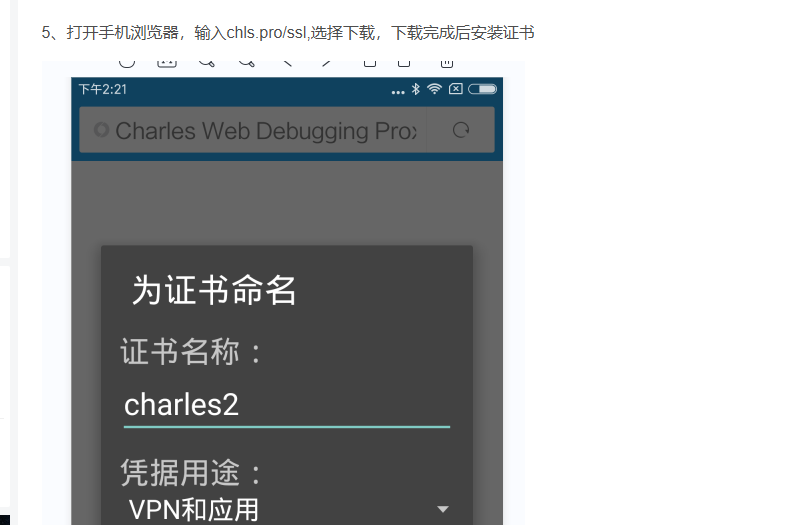 5、打开手机浏览器，输入chls.pro/ssl,选择下载，下载完成后安装证书
下午2:21
Charles Web Debugging Prox
为证书命名
证书名称：
charles2
凭据用途：
VPN和应用